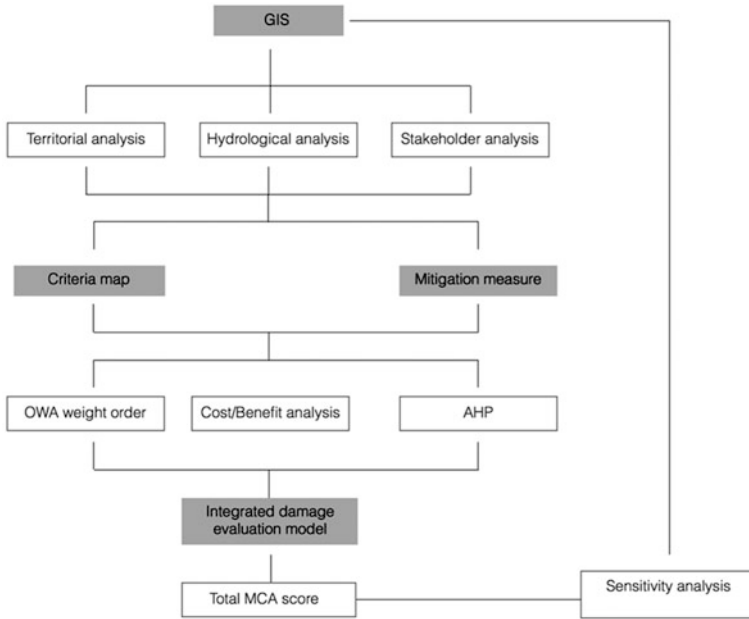 GIS
Territorial analysis
Hydrological analysis
Stakeholder analysis
Criteria map
Mitigation measure
OWA weight order
Cost/Benefit analysis
AHP
Integrated damage
evaluation model
Total MCA score
Sensitivity analysis